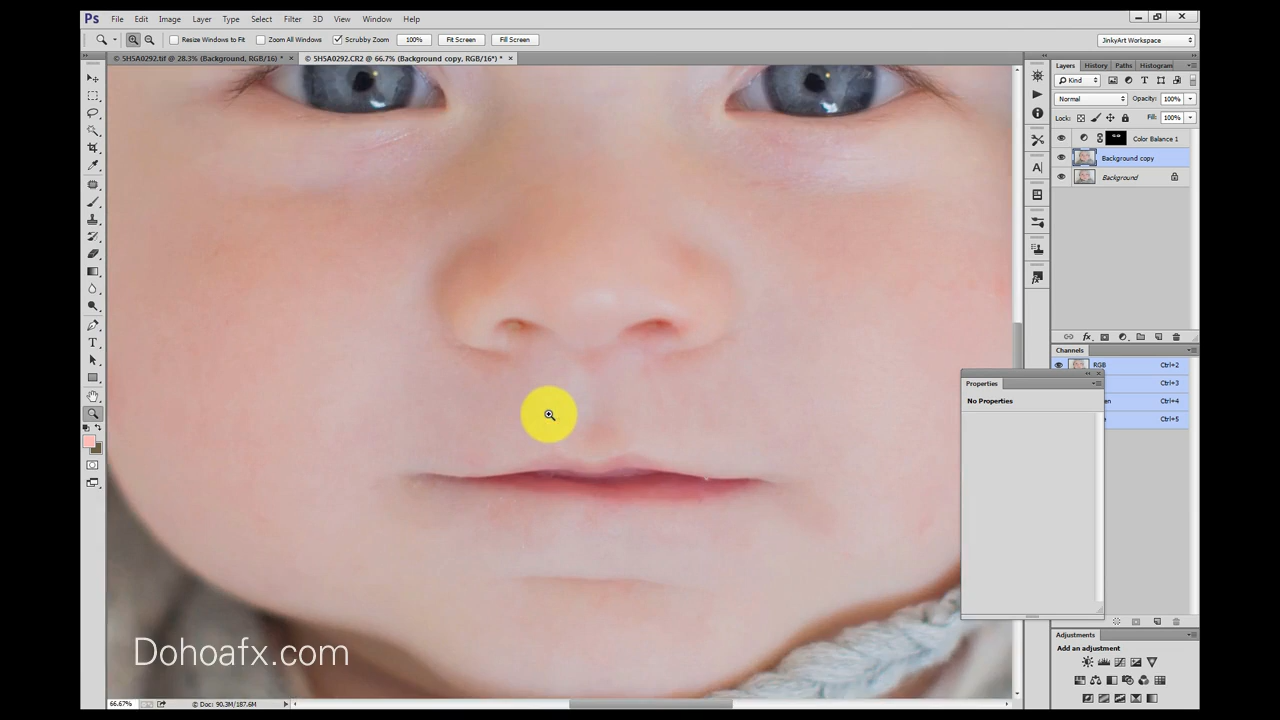 Ps File Edit Image Layer Type Select Filter 3D View Window Help
Resize Windows to Fit Zoom All Windows Scrubby Zoom 100% Fit Screen Fill Screen JinkyArt Workspace
5H5A0292.tif @ 28.3% (Background, RGB/16) * × 5H5A0292.CR2 @ 66.7% (Background copy, RGB/16*) * ×
Layers History Paths Histogram
Kind
Normal Opacity: 100%
Lock: Fill: 100%
Color Balance 1
Background copy
Background
fx
Channels
RGB Ctrl+2
Ctrl+3
Ctrl+4
Ctrl+5
Properties
No Properties
Adjustments
Add an adjustment
Dohoafx.com
66.67% Doc: 90.3M/187.6M